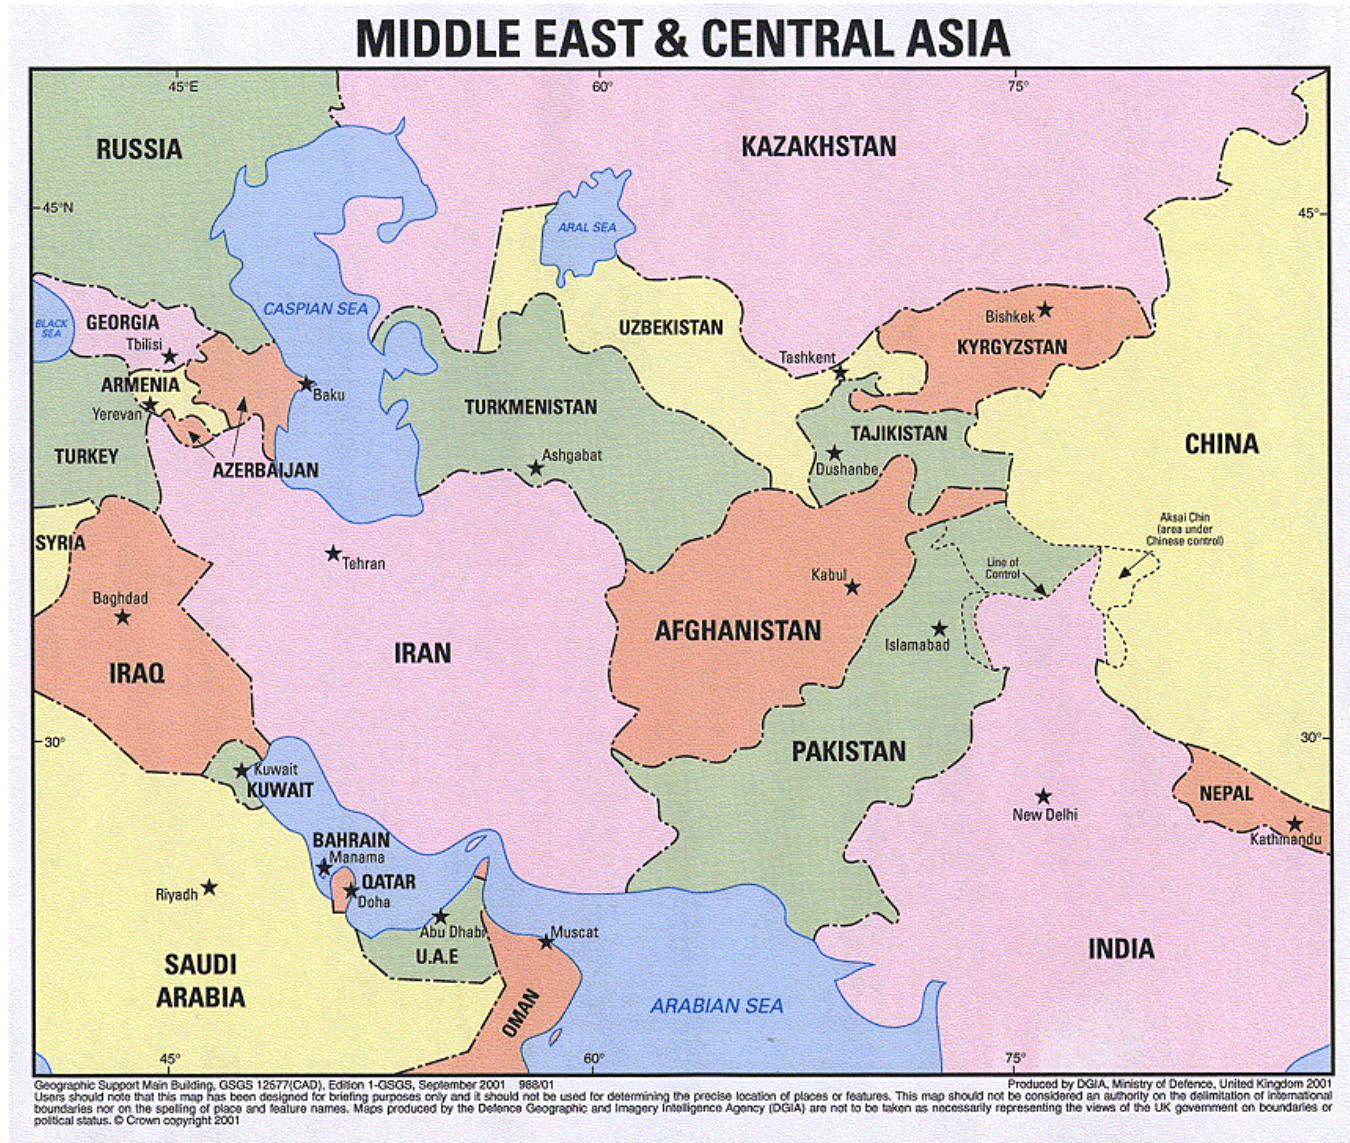 MIDDLE EAST & CENTRAL ASIA
45°E
60°
75°
RUSSIA
KAZAKHSTAN
45°N
45°
ARAL SEA
CASPIAN SEA
BLACK
SEA
GEORGIA
Tbilisi
UZBEKISTAN
Bishkek
KYRGYZSTAN
Tashkent
ARMENIA
Yerevan
Baku
TURKMENISTAN
TAJIKISTAN
CHINA
TURKEY
AZERBAIJAN
Ashgabat
Dushanbe
SYRIA
Aksai Chin
(area under
Chinese control)
Tehran
Line of
Control
Kabul
Baghdad
AFGHANISTAN
Islamabad
IRAN
IRAQ
30°
30°
PAKISTAN
Kuwait
KUWAIT
NEPAL
New Delhi
Kathmandu
BAHRAIN
Manama
QATAR
Doha
Riyadh
Abu Dhabi
Muscat
U.A.E
INDIA
SAUDI
ARABIA
OMAN
ARABIAN SEA
45°
60°
75°
Geographic Support Main Building, GSGS 12577(CAD), Edition 1-GSGS, September 2001 988/01
Produced by DGIA, Ministry of Defence, United Kingdom 2001
Users should note that this map has been designed for briefing purposes only and it should not be used for determining the precise location of places or features. This map should not be considered an authority on the delimitation of international
boundaries nor on the spelling of place and feature names. Maps produced by the Defence Geographic and Imagery Intelligence Agency (DGIA) are not to be taken as necessarily representing the views of the UK government on boundaries or
political status. © Crown copyright 2001